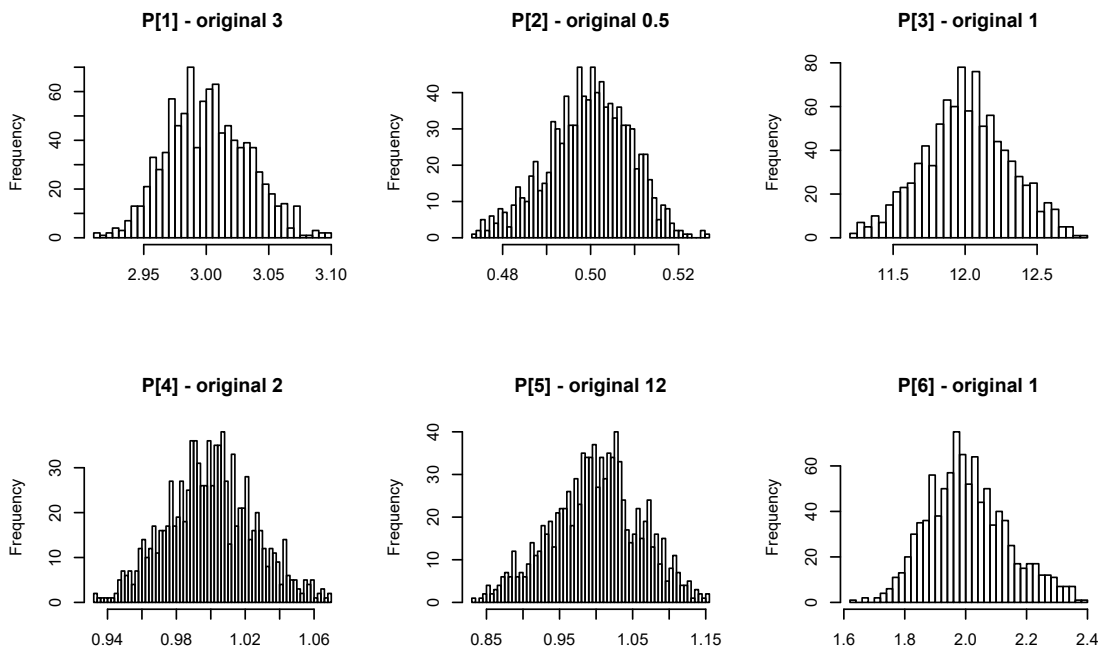 P[1] - original 3
P[2] - original 0.5
P[3] - original 1
Frequency
0 20 40 60
2.95 3.00 3.05 3.10
Frequency
0 10 20 30 40
0.48 0.50 0.52
Frequency
0 20 40 60 80
11.5 12.0 12.5
P[4] - original 2
P[5] - original 12
P[6] - original 1
Frequency
0 10 20 30
0.94 0.98 1.02 1.06
Frequency
0 10 20 30 40
0.85 0.95 1.05 1.15
Frequency
0 20 40 60
1.6 1.8 2.0 2.2 2.4